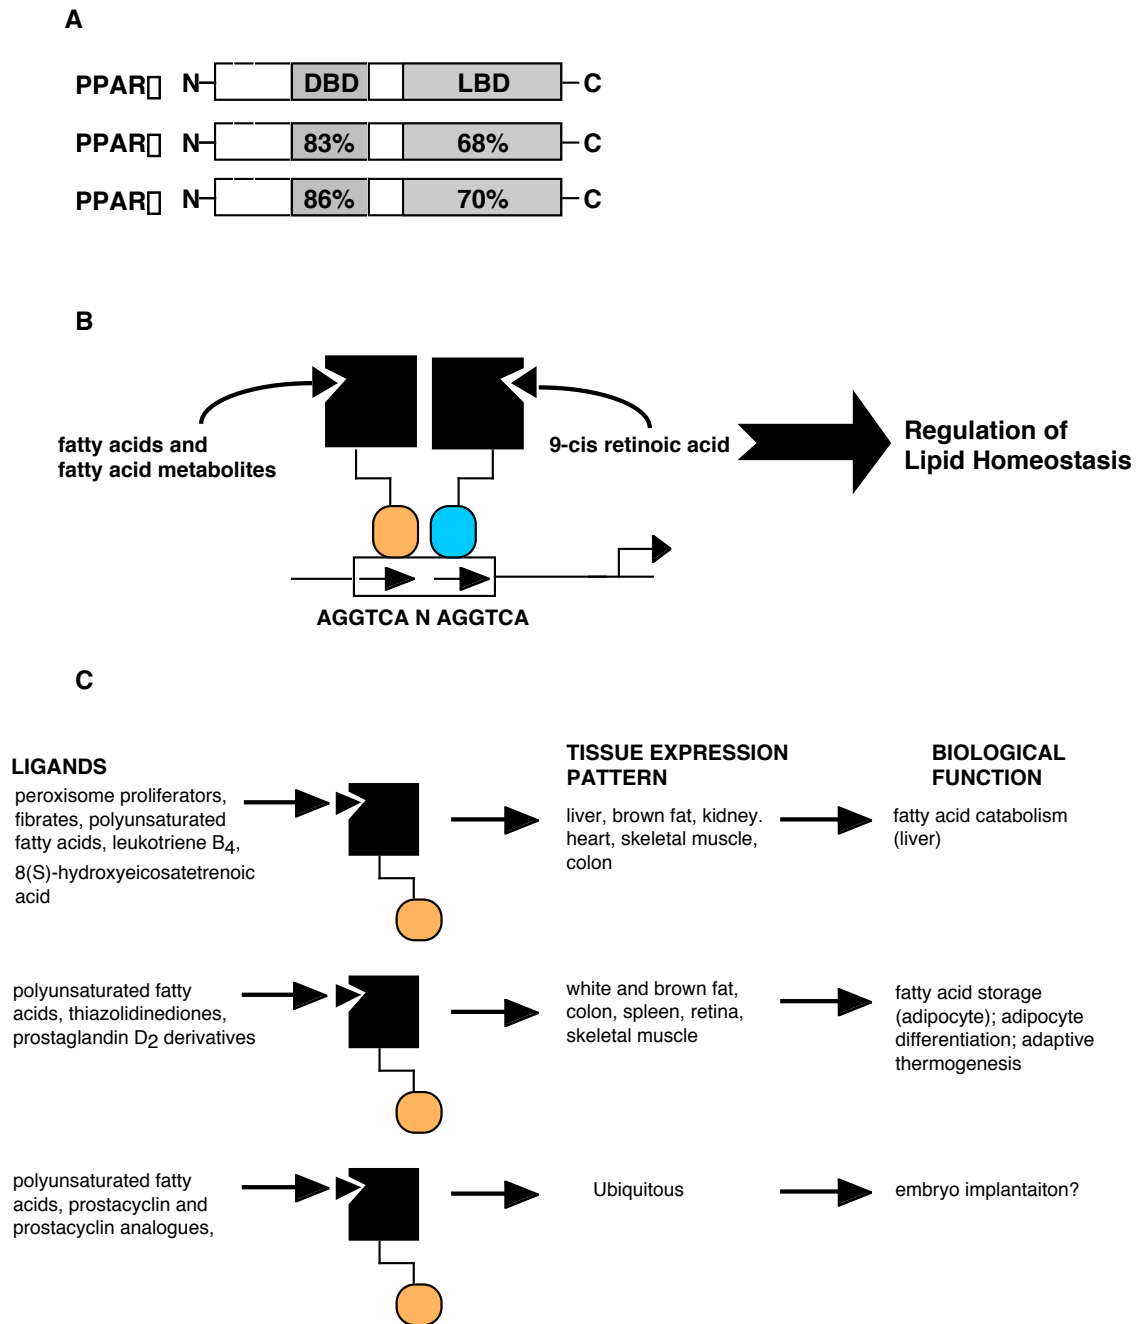 A
PPAR▯ N DBD LBD C
PPAR▯ N 83% 68% C
PPAR▯ N 86% 70% C
B
fatty acids and
fatty acid metabolites
9-cis retinoic acid
Regulation of
Lipid Homeostasis
AGGTCA N AGGTCA
C
LIGANDS
TISSUE EXPRESSION
PATTERN
BIOLOGICAL
FUNCTION
peroxisome proliferators,
fibrates, polyunsaturated
fatty acids, leukotriene B4,
8(S)-hydroxyeicosatetrenoic
acid
liver, brown fat, kidney.
heart, skeletal muscle,
colon
fatty acid catabolism
(liver)
polyunsaturated fatty
acids, thiazolidinediones,
prostaglandin D2 derivatives
white and brown fat,
colon, spleen, retina,
skeletal muscle
fatty acid storage
(adipocyte); adipocyte
differentiation; adaptive
thermogenesis
polyunsaturated fatty
acids, prostacyclin and
prostacyclin analogues,
Ubiquitous
embryo implantaiton?